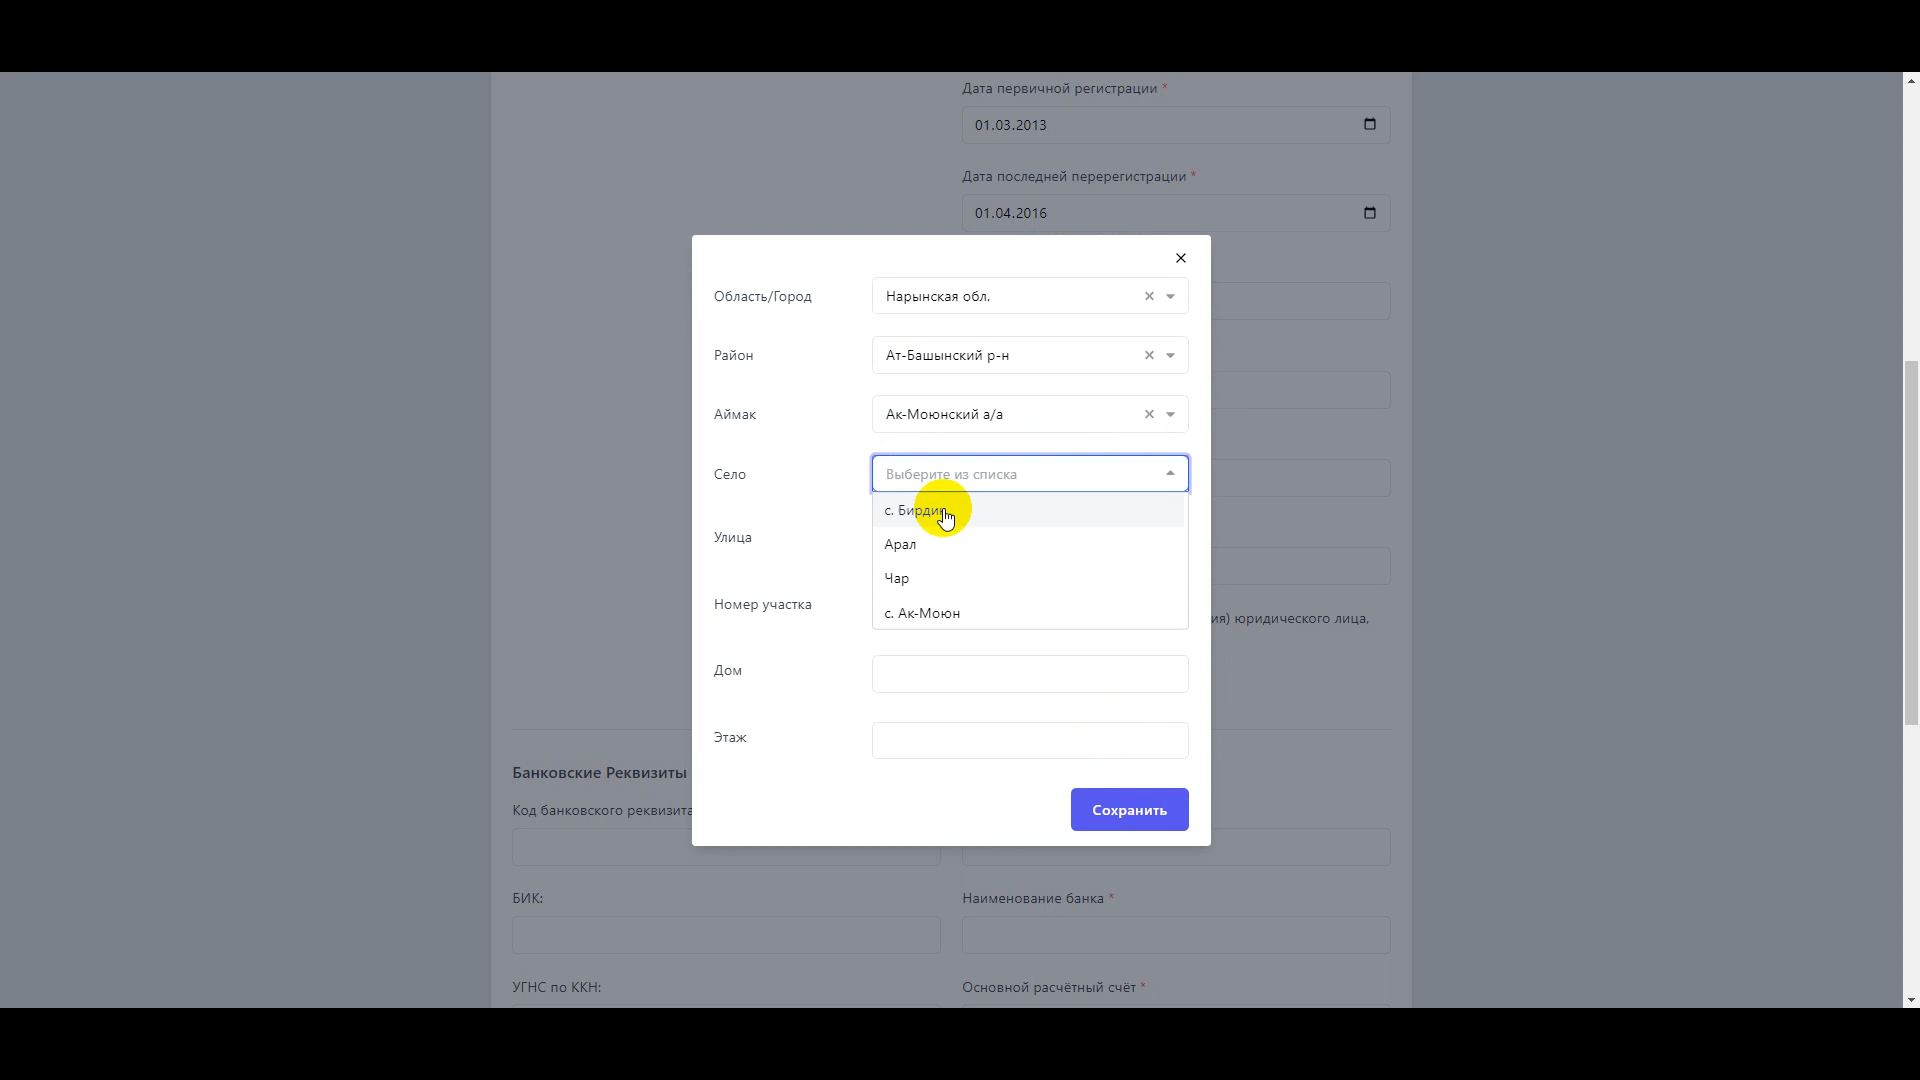 Дата первичной регистрации *
01.03.2013
Дата последней перерегистрации *
01.04.2016
Область/Город
Нарынская обл.
Район
Ат-Башынский р-н
Аймак
Ак-Моюнский а/а
Село
Выберите из списка
с.
Улица
Арал
Чар
Номер участка
с. Ак-Моюн
юридического лица,
Дом
Этаж
Банковские Реквизиты
Сохранить
Код банковского реквизита
БИК:
Наименование банка *
УГНС по ККН:
Основной расчётный счёт *